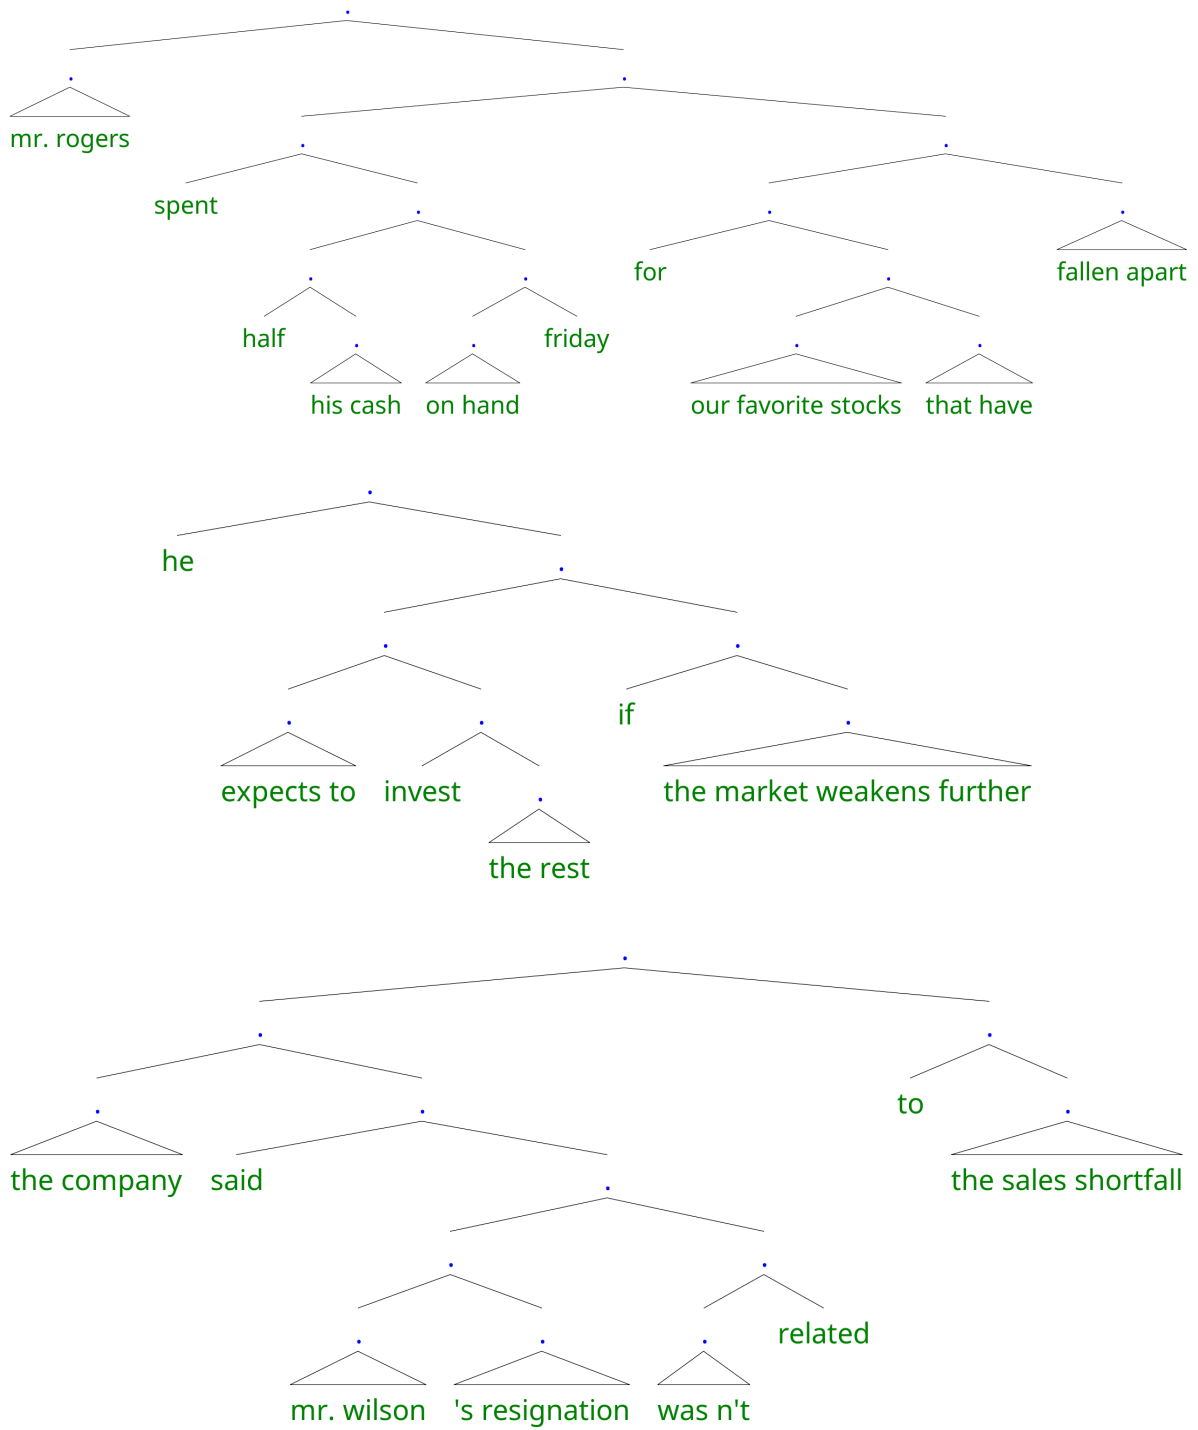 mr. rogers
spent
for
fallen apart
half
friday
his cash
on hand
our favorite stocks
that have
he
if
expects to
invest
the market weakens further
the rest
to
the company
said
the sales shortfall
related
mr. wilson
's resignation
was n't